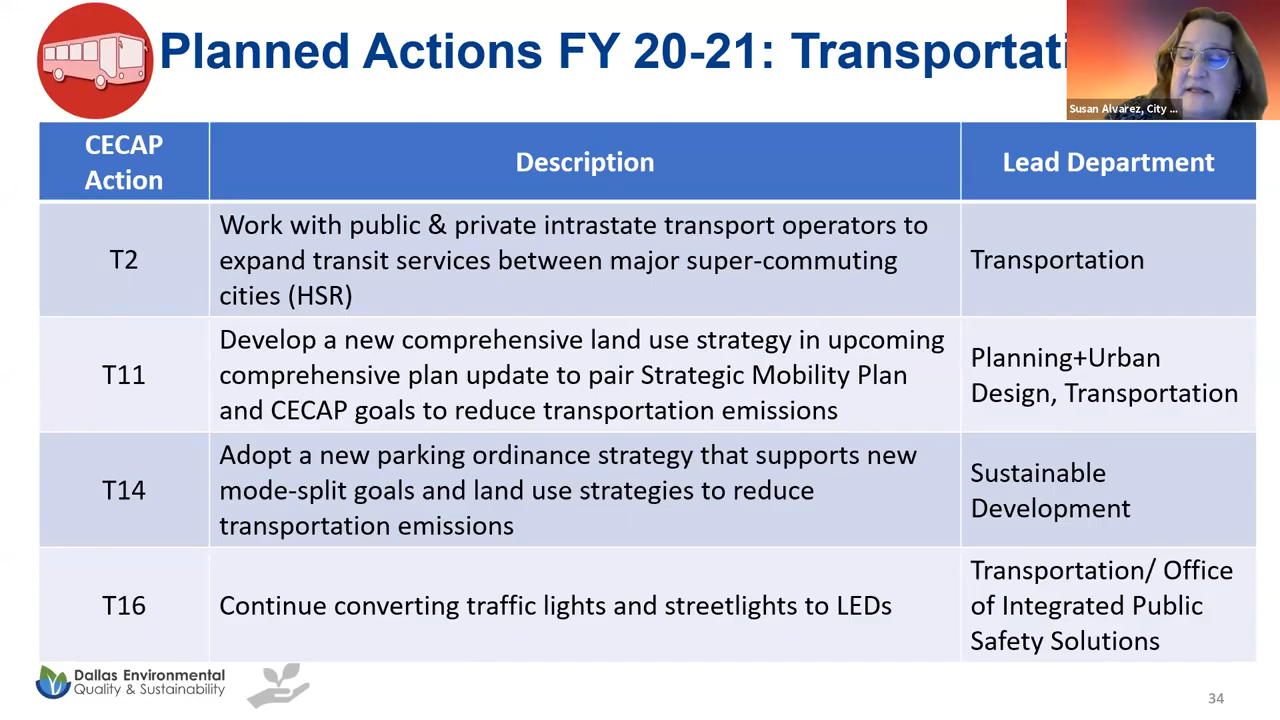 Planned Actions FY 20-21: Transportati
Susan Alvarez, City ...
CECAP
Action
Description
Lead Department
T2
Work with public & private intrastate transport operators to
expand transit services between major super-commuting
cities (HSR)
Transportation
T11
Develop a new comprehensive land use strategy in upcoming
comprehensive plan update to pair Strategic Mobility Plan
and CECAP goals to reduce transportation emissions
Planning+Urban
Design, Transportation
T14
Adopt a new parking ordinance strategy that supports new
mode-split goals and land use strategies to reduce
transportation emissions
Sustainable
Development
T16
Continue converting traffic lights and streetlights to LEDs
Transportation/ Office
of Integrated Public
Safety Solutions
Dallas Environmental
Quality & Sustainability
34